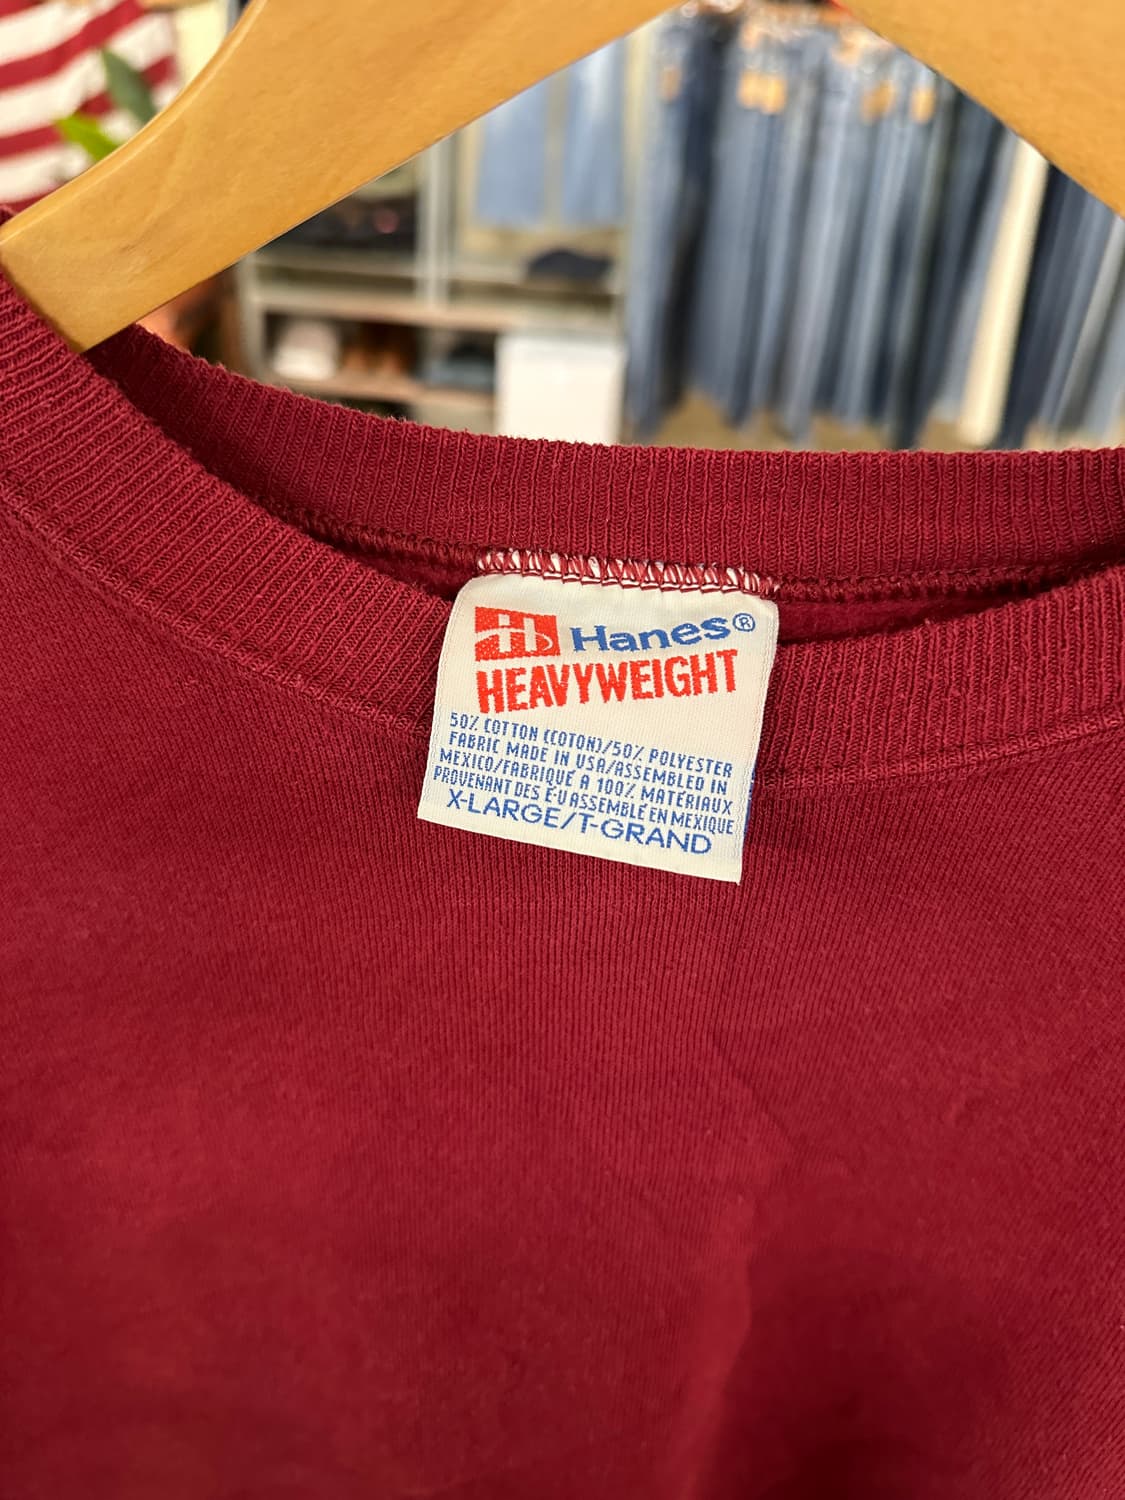 Hanes®
HEAVYWEIGHT
50% COTTON (COTON)/50% POLYESTER
FABRIC MADE IN USA/ASSEMBLED IN
MEXICO/FABRIQUÉ A 100% MATÉRIAUX
PROVENANT DES É-U ASSEMBLÉ EN MEXIQUE
X-LARGE/T-GRAND